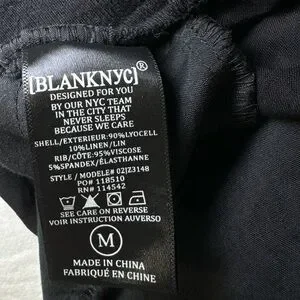 [BLANKNYC]®
DESIGNED FOR YOU
BY OUR NYC TEAM
IN THE CITY THAT
NEVER SLEEPS
BECAUSE WE CARE
SHELL/EXTERIEUR:90%LYOCELL
10%LINEN/LIN
RIB/CÔTE:95%VISCOSE
5%SPANDEX/ÉLASTHANNE
STYLE / MODELE# 02JZ3148
PO# 118510
RN# 114542
SEE CARE ON REVERSE
VOIR INSTRUCTION AUVERSO
M
MADE IN CHINA
FABRIQUÉ EN CHINE